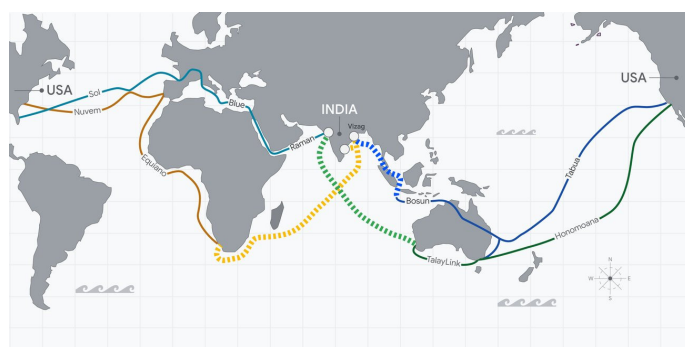 USA
Sol
Nuvem
Blue
INDIA
Vizag
Raman
Equiano
USA
Tabua
Bosun
Honomoana
TalayLink
N
W
E
S